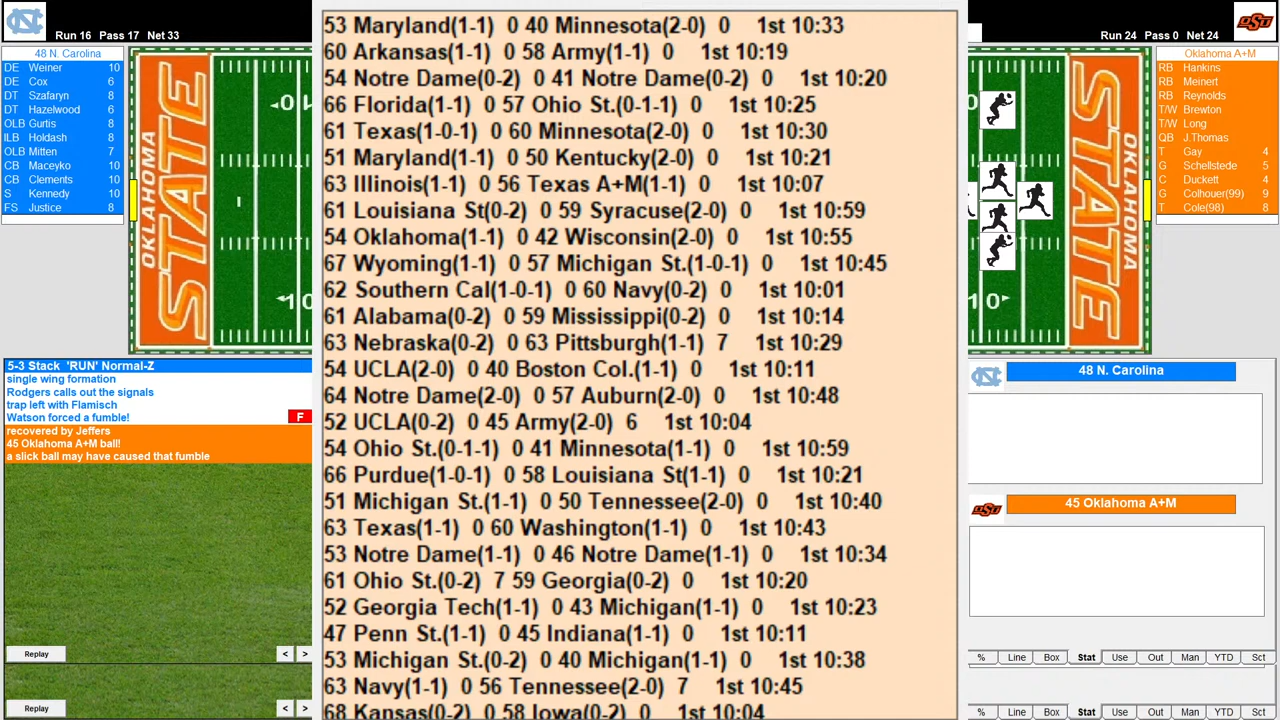 Run 16 Pass 17 Net 33
48 N. Carolina
DE Weiner 10
DE Cox 6
DT Szafaryn 8
DT Hazelwood 6
OLB Gurtis 8
ILB Holdash 8
OLB Mitten 7
CB Maceyko 10
CB Clements 10
S Kennedy 10
FS Justice 8
OKLAHOMA
STATE
5-3 Stack 'RUN' Normal-Z
single wing formation
Rodgers calls out the signals
trap left with Flamisch
Watson forced a fumble!
F
recovered by Jeffers
45 Oklahoma A+M ball!
a slick ball may have caused that fumble
Replay < >
Replay < >
53 Maryland(1-1) 0 40 Minnesota(2-0) 0 1st 10:33
60 Arkansas(1-1) 0 58 Army(1-1) 0 1st 10:19
54 Notre Dame(0-2) 0 41 Notre Dame(0-2) 0 1st 10:20
66 Florida(1-1) 0 57 Ohio St.(0-1-1) 0 1st 10:25
61 Texas(1-0-1) 0 60 Minnesota(2-0) 0 1st 10:30
51 Maryland(1-1) 0 50 Kentucky(2-0) 0 1st 10:21
63 Illinois(1-1) 0 56 Texas A+M(1-1) 0 1st 10:07
61 Louisiana St(0-2) 0 59 Syracuse(2-0) 0 1st 10:59
54 Oklahoma(1-1) 0 42 Wisconsin(2-0) 0 1st 10:55
67 Wyoming(1-1) 0 57 Michigan St.(1-0-1) 0 1st 10:45
62 Southern Cal(1-0-1) 0 60 Navy(0-2) 0 1st 10:01
61 Alabama(0-2) 0 59 Mississippi(0-2) 0 1st 10:14
63 Nebraska(0-2) 0 63 Pittsburgh(1-1) 7 1st 10:29
54 UCLA(2-0) 0 40 Boston Col.(1-1) 0 1st 10:11
64 Notre Dame(2-0) 0 57 Auburn(2-0) 0 1st 10:48
52 UCLA(0-2) 0 45 Army(2-0) 6 1st 10:04
54 Ohio St.(0-1-1) 0 41 Minnesota(1-1) 0 1st 10:59
66 Purdue(1-0-1) 0 58 Louisiana St(1-1) 0 1st 10:21
51 Michigan St.(1-1) 0 50 Tennessee(2-0) 0 1st 10:40
63 Texas(1-1) 0 60 Washington(1-1) 0 1st 10:43
53 Notre Dame(1-1) 0 46 Notre Dame(1-1) 0 1st 10:34
61 Ohio St.(0-2) 7 59 Georgia(0-2) 0 1st 10:20
52 Georgia Tech(1-1) 0 43 Michigan(1-1) 0 1st 10:23
47 Penn St.(1-1) 0 45 Indiana(1-1) 0 1st 10:11
53 Michigan St.(0-2) 0 40 Michigan(1-1) 0 1st 10:38
63 Navy(1-1) 0 56 Tennessee(2-0) 7 1st 10:45
68 Kansas(0-2) 0 58 Iowa(0-2) 0 1st 10:04
Run 24 Pass 0 Net 24
Oklahoma A+M
RB Hankins
RB Meinert
RB Reynolds
T/W Brewton
T/W Long
QB J.Thomas
T Gay 4
G Schellstede 5
C Duckett 4
G Colhouer(99) 9
T Cole(98) 8
10
OKLAHOMA
STATE
48 N. Carolina
45 Oklahoma A+M
% Line Box Stat Use Out Man YTD Sct
% Line Box Stat Use Out Man YTD Sct